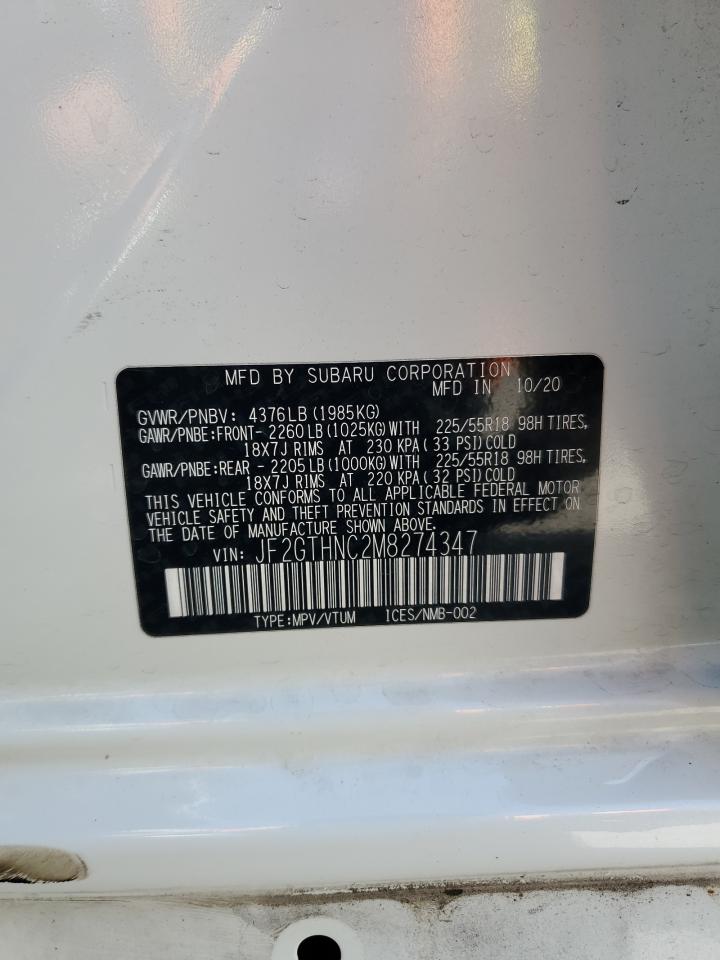 MFD BY SUBARU CORPORATION
MFD IN 10/20
GVWR/PNBV: 4376LB (1985KG)
GAWR/PNBE:FRONT- 2260 LB (1025KG) WITH 225/55R18 98H TIRES,
18X7J RIMS AT 230 KPA ( 33 PSI) COLD
GAWR/PNBE:REAR - 2205 LB (1000KG) WITH 225/55R18 98H TIRES,
18X7J RIMS AT 220 KPA ( 32 PSI) COLD
THIS VEHICLE CONFORMS TO ALL APPLICABLE FEDERAL MOTOR
VEHICLE SAFETY AND THEFT PREVENTION STANDARDS IN EFFECT ON
THE DATE OF MANUFACTURE SHOWN ABOVE.
VIN: JF2GTHNC2M8274347
TYPE:MPV/VTUM ICES/NMB-002